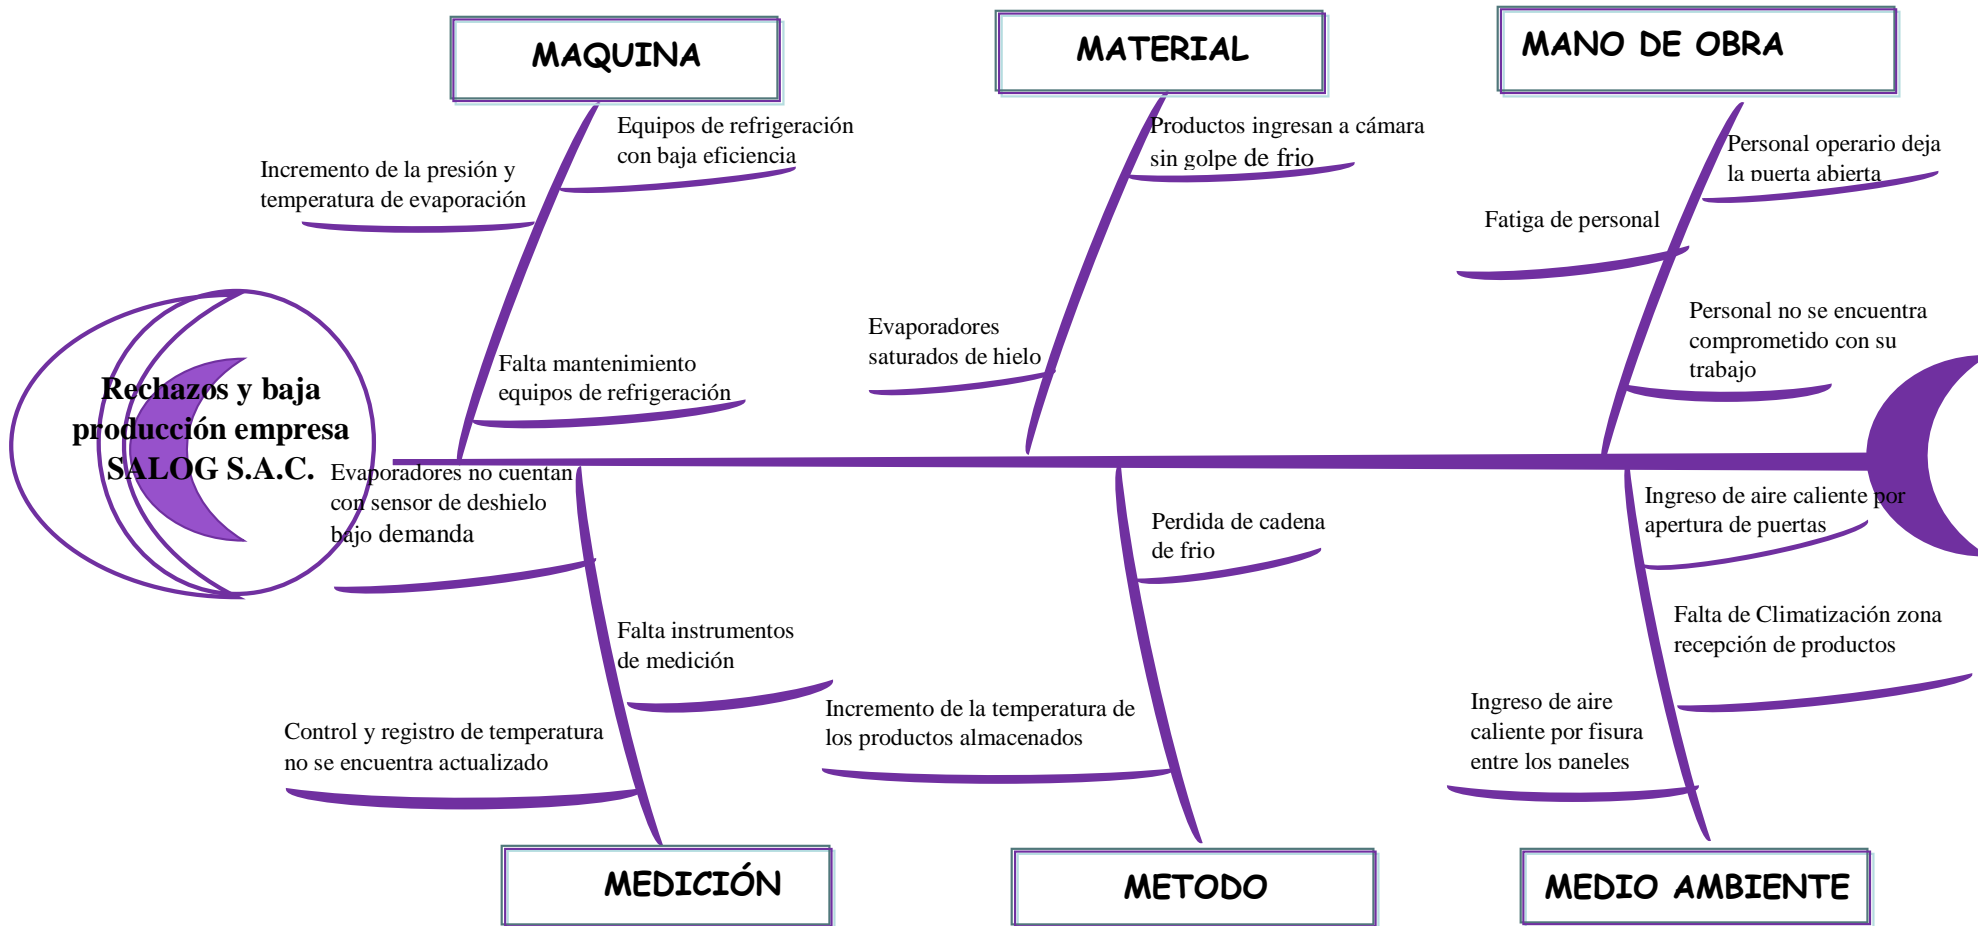 MAQUINA
MATERIAL
MANO DE OBRA
Equipos de refrigeración
con baja eficiencia
Incremento de la presión y
temperatura de evaporación
Productos ingresan a cámara
sin golpe de frio
Personal operario deja
la puerta abierta
Fatiga de personal
Falta mantenimiento
equipos de refrigeración
Evaporadores
saturados de hielo
Personal no se encuentra
comprometido con su
trabajo
Rechazos y baja
producción empresa
SALOG S.A.C.
Evaporadores no cuentan
con sensor de deshielo
bajo demanda
Perdida de cadena
de frio
Ingreso de aire caliente por
apertura de puertas
Falta instrumentos
de medición
Falta de Climatización zona
recepción de productos
Control y registro de temperatura
no se encuentra actualizado
Incremento de la temperatura de
los productos almacenados
Ingreso de aire
caliente por fisura
entre los paneles
MEDICIÓN
METODO
MEDIO AMBIENTE